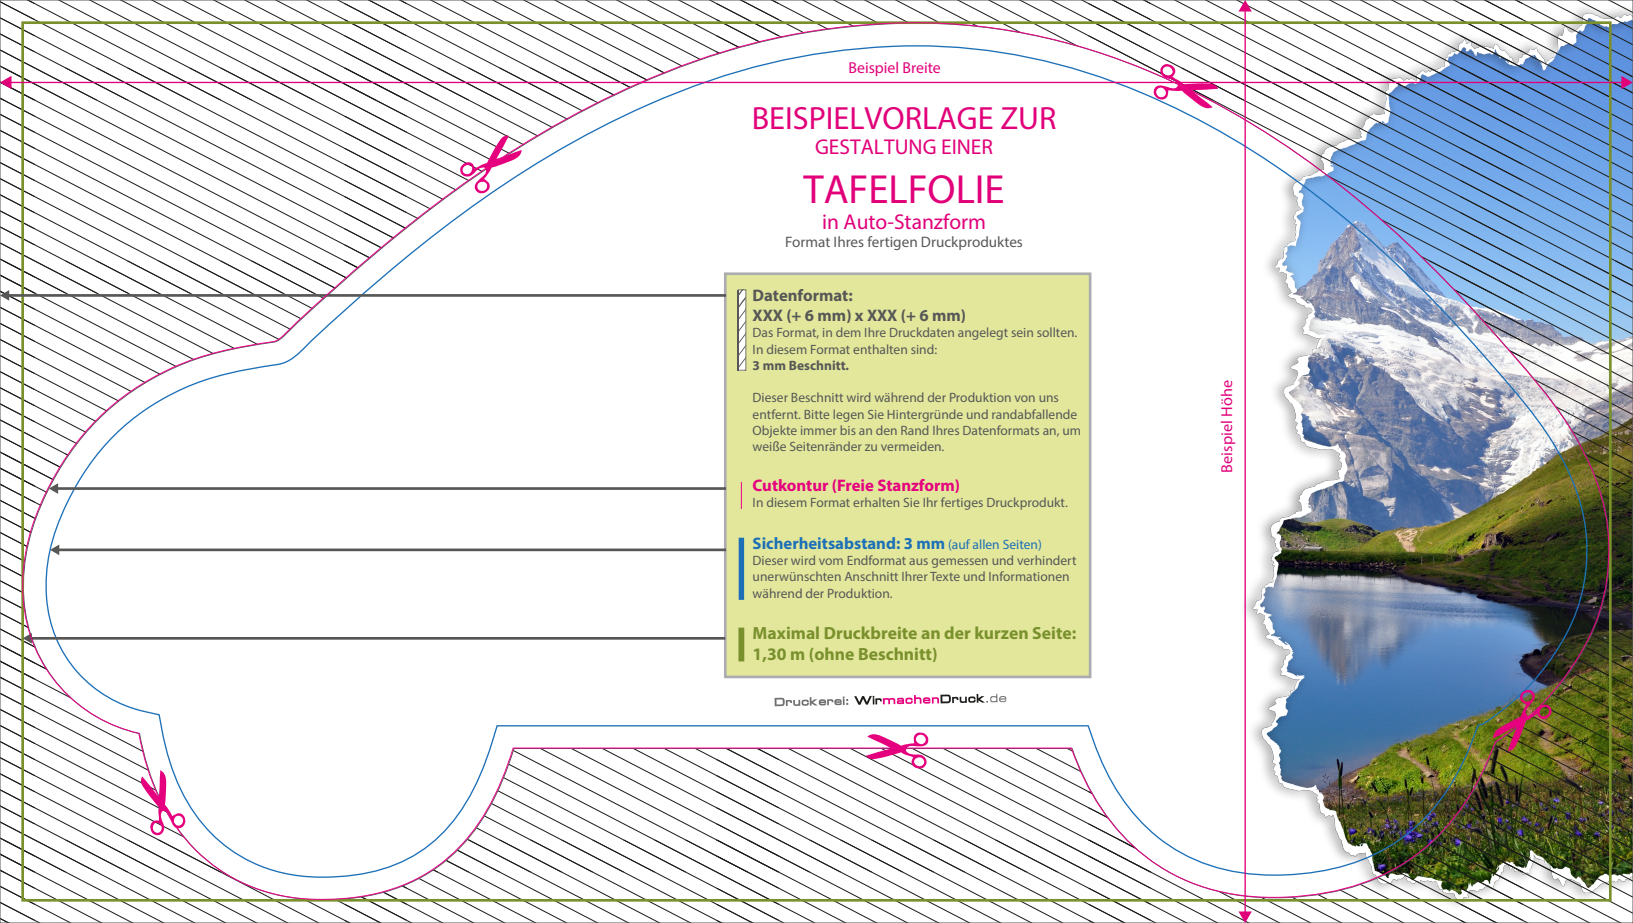 Beispiel Breite
BEISPIELVORLAGE ZUR
GESTALTUNG EINER
TAFELFOLIE
in Auto-Stanzform
Format Ihres fertigen Druckproduktes
Datenformat:
XXX (+ 6 mm) x XXX (+ 6 mm)
Das Format, in dem Ihre Druckdaten angelegt sein sollten.
In diesem Format enthalten sind:
3 mm Beschnitt.
Dieser Beschnitt wird während der Produktion von uns
entfernt. Bitte legen Sie Hintergründe und randabfallende
Objekte immer bis an den Rand Ihres Datenformats an, um
weiße Seitenränder zu vermeiden.
Cutkontur (Freie Stanzform)
In diesem Format erhalten Sie Ihr fertiges Druckprodukt.
Sicherheitsabstand: 3 mm (auf allen Seiten)
Dieser wird vom Endformat aus gemessen und verhindert
unerwünschten Anschnitt Ihrer Texte und Informationen
während der Produktion.
Maximal Druckbreite an der kurzen Seite:
1,30 m (ohne Beschnitt)
Druckerei: WirmachenDruck.de
Beispiel Höhe